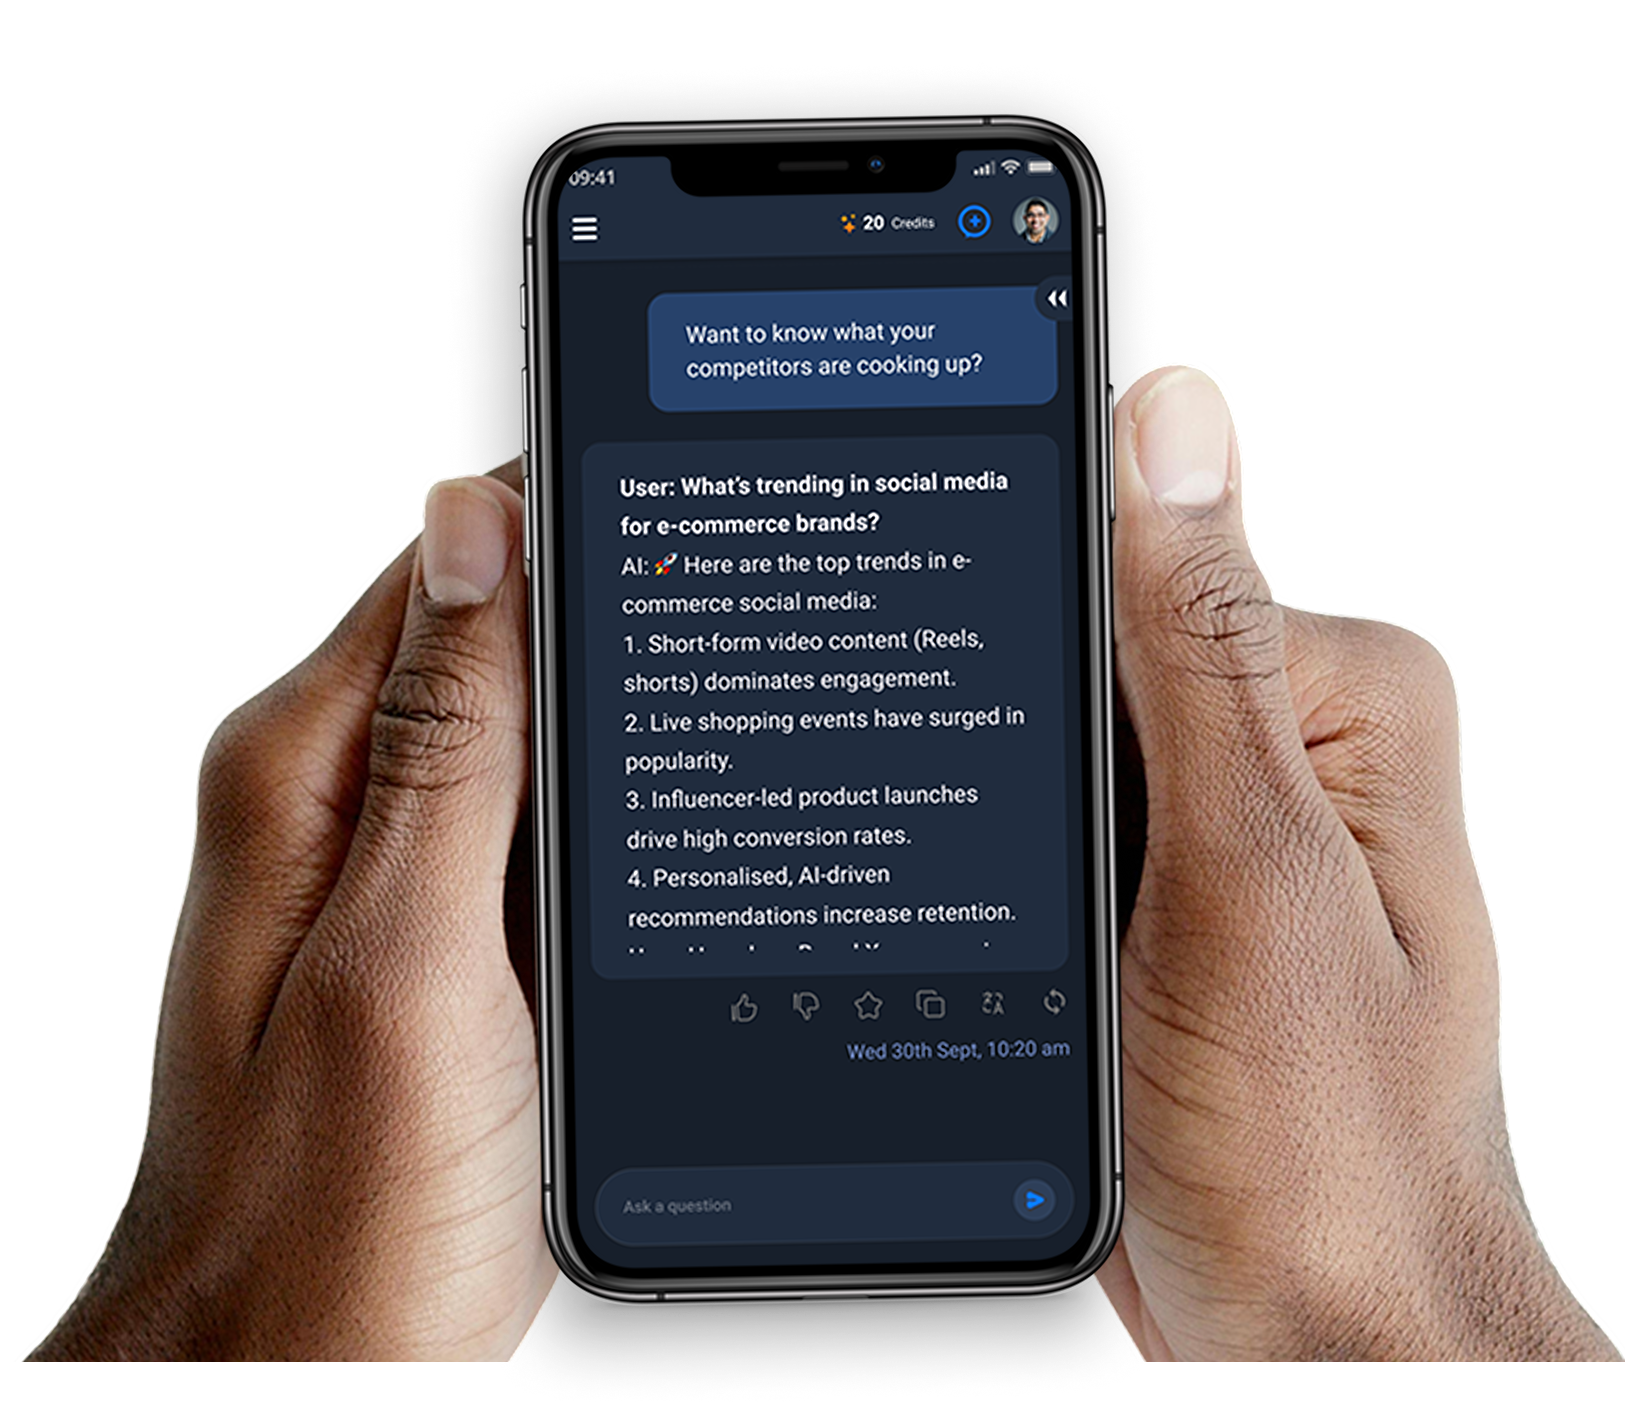 09:41
20 Credits
Want to know what your
competitors are cooking up?
User: What's trending in social media
for e-commerce brands?
AI: 🚀 Here are the top trends in e-
commerce social media:
1. Short-form video content (Reels,
shorts) dominates engagement.
2. Live shopping events have surged in
popularity.
3. Influencer-led product launches
drive high conversion rates.
4. Personalised, AI-driven
recommendations increase retention.
Wed 30th Sept, 10:20 am
Ask a question